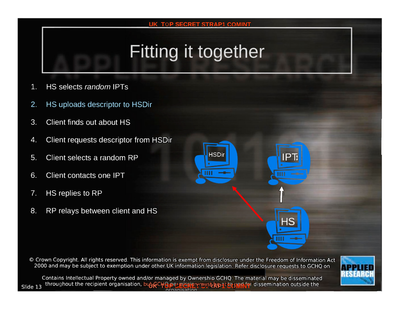 UK TOP SECRET STRAP1 COMINT
Fitting it together
APPLIED RESEARCH
1. HS selects random IPTs
2. HS uploads descriptor to HSDir
3. Client finds out about HS
4. Client requests descriptor from HSDir
5. Client selects a random RP
6. Client contacts one IPT
7. HS replies to RP
8. RP relays between client and HS
HSDir
IPTs
HS
© Crown Copyright. All rights reserved. This information is exempt from disclosure under the Freedom of Information Act
2000 and may be subject to exemption under other UK information legislation. Refer disclosure requests to GCHQ on
Contains Intellectual Property owned and/or managed by Ownership GCHQ. The material may be disseminated
throughout the recipient organisation, dissemination outside the
UK TOP SECRET STRAP1 COMINT
Slide 13
APPLIED
RESEARCH